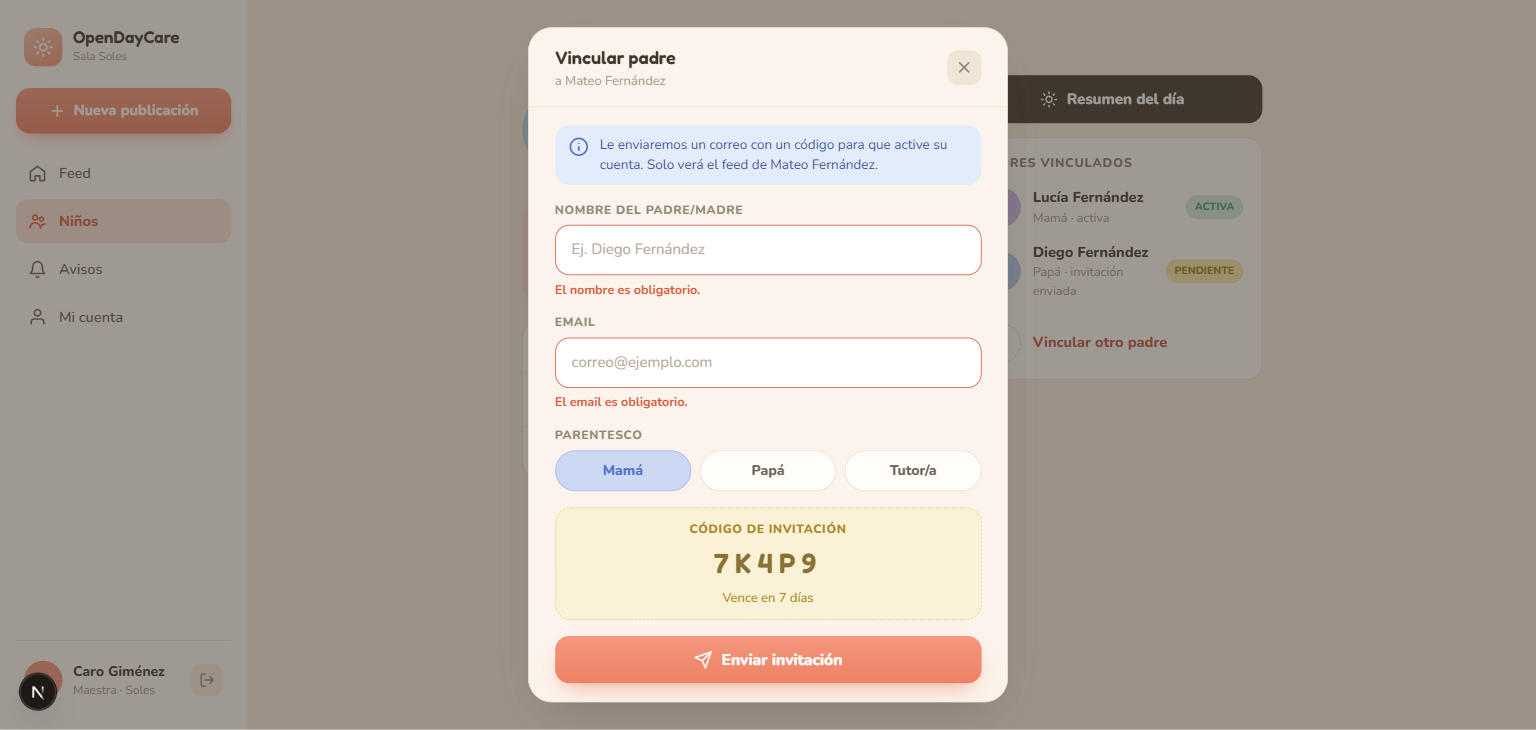 OpenDayCare
Sala Soles
Nueva publicación
Feed
Niños
Avisos
Mi cuenta
Caro Giménez
Maestra · Soles
N
Vincular padre
a Mateo Fernández
Le enviaremos un correo con un código para que active su
cuenta. Solo verá el feed de Mateo Fernández.
NOMBRE DEL PADRE/MADRE
Ej. Diego Fernández
El nombre es obligatorio.
EMAIL
correo@ejemplo.com
El email es obligatorio.
PARENTESCO
Mamá
Papá
Tutor/a
CÓDIGO DE INVITACIÓN
7K4P9
Vence en 7 días
Enviar invitación
Resumen del día
RES VINCULADOS
Lucía Fernández
Mamá · activa
ACTIVA
Diego Fernández
Papá · invitación
enviada
PENDIENTE
Vincular otro padre